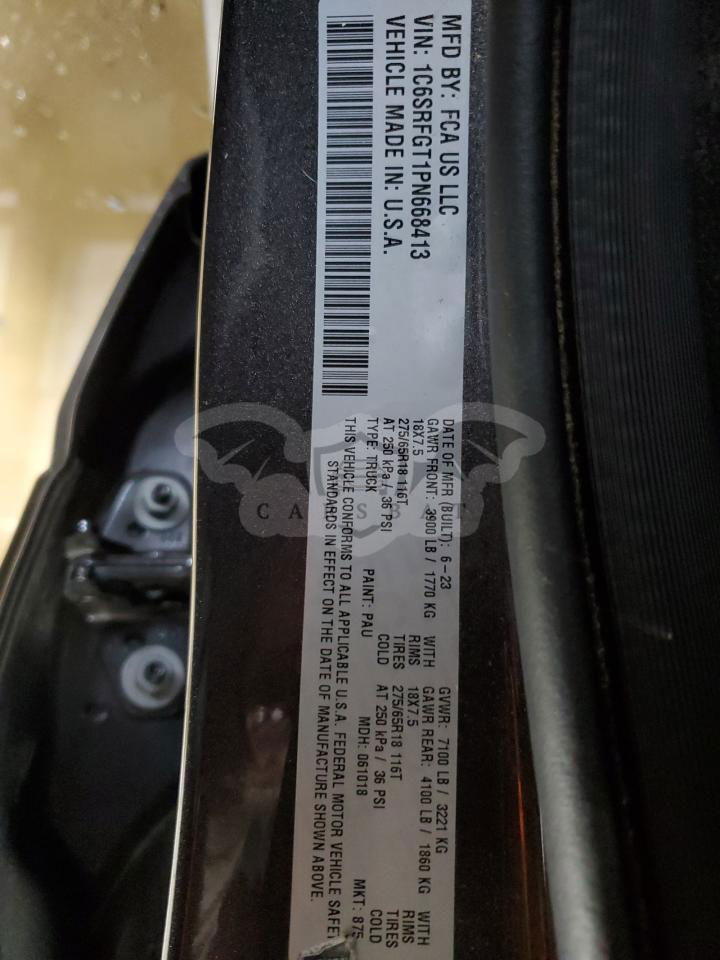 MFD BY: FCA US LLC
VIN: 1C6SRFGT1PN668413
VEHICLE MADE IN: U.S.A.
DATE OF MFR (BUILT): 6-23 GVWR: 7100 LB / 3221 KG
GAWR FRONT: 3900 LB / 1770 KG WITH GAWR REAR: 4100 LB / 1860 KG WITH
18X7.5 RIMS 18X7.5 RIMS
275/65R18 116T TIRES 275/65R18 116T TIRES
AT 250 kPa / 36 PSI COLD AT 250 kPa / 36 PSI COLD
TYPE: TRUCK PAINT: PAU MDH: 061018 MKT: 875
THIS VEHICLE CONFORMS TO ALL APPLICABLE U.S.A. FEDERAL MOTOR VEHICLE SAFET
STANDARDS IN EFFECT ON THE DATE OF MANUFACTURE SHOWN ABOVE.